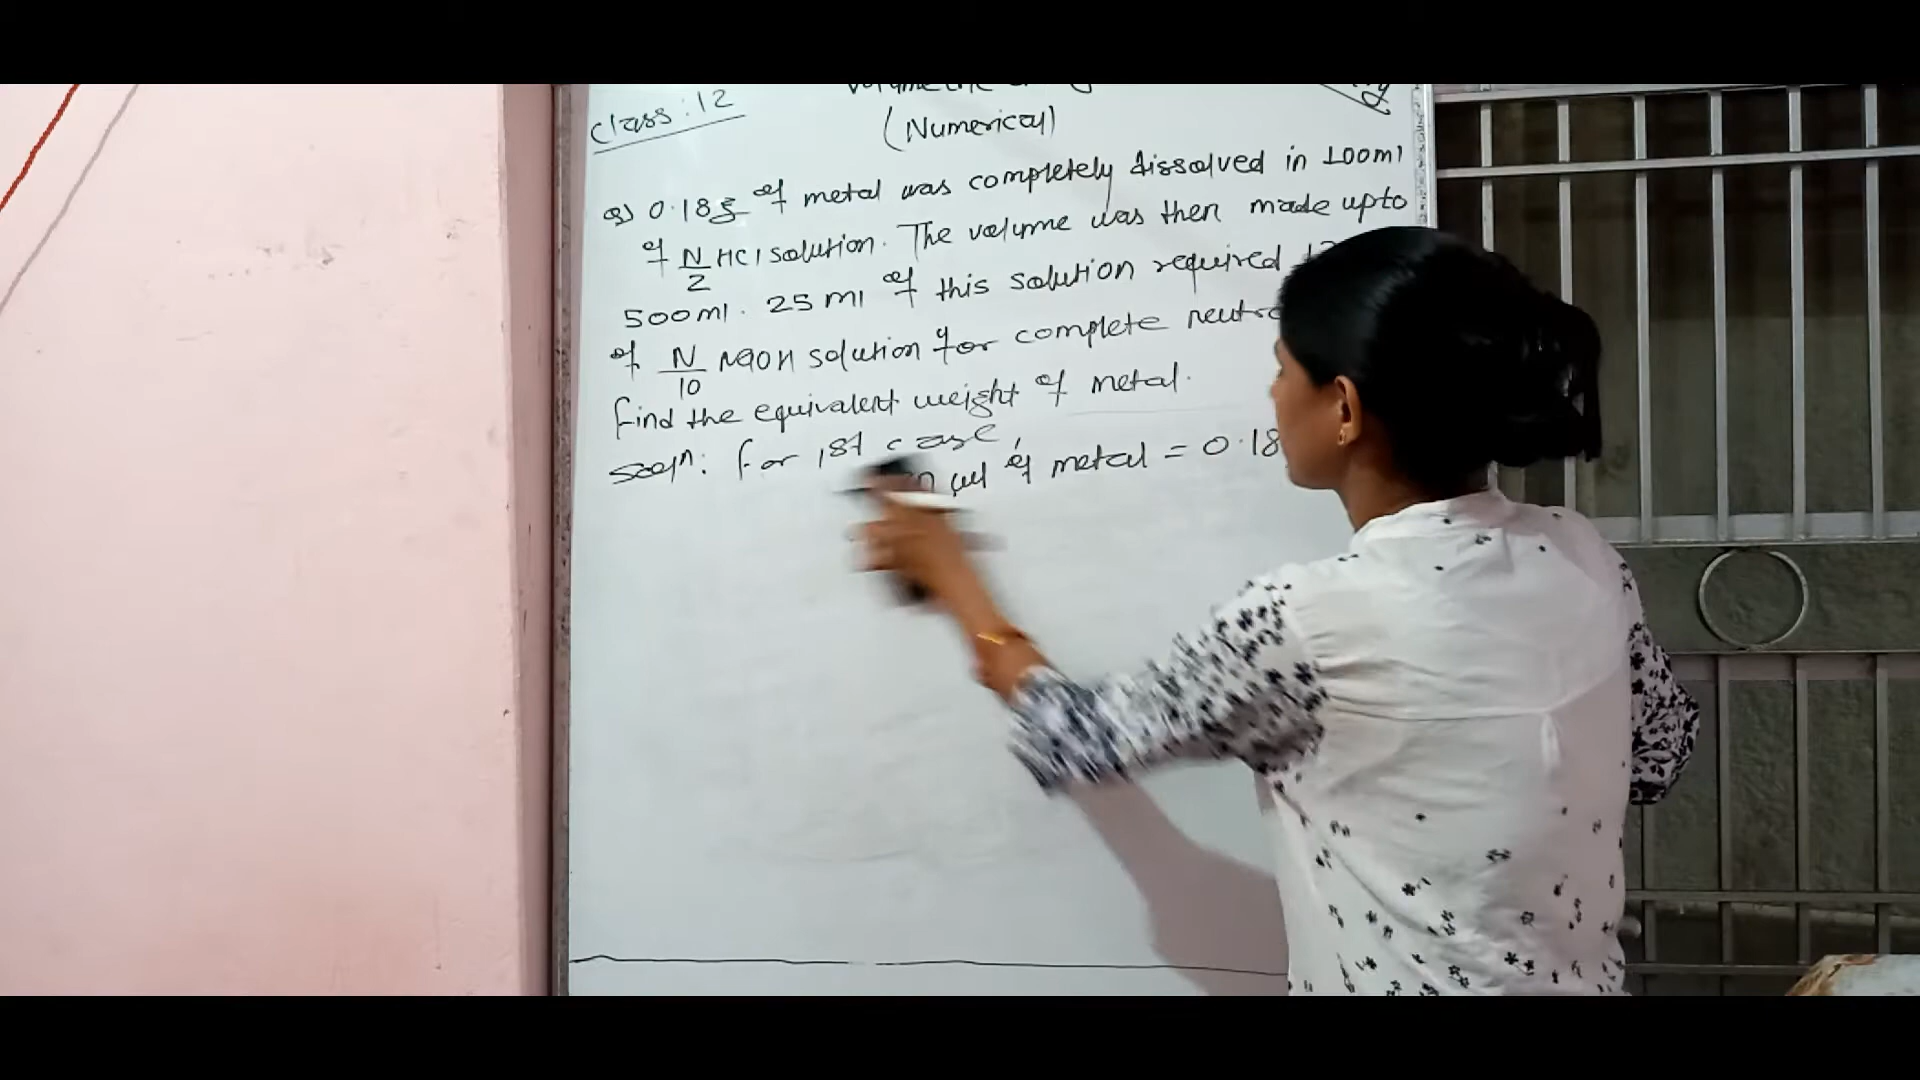 Class : 12
(Numerical)
Q) 0.18g of metal was completely dissolved in 100ml
of N/2 HCl solution. The volume was then made upto
500ml. 25 ml of this solution required
of N/10 NaOH solution for complete
find the equivalent weight of metal.
Soln: for 1st case,
wt of metal = 0.18